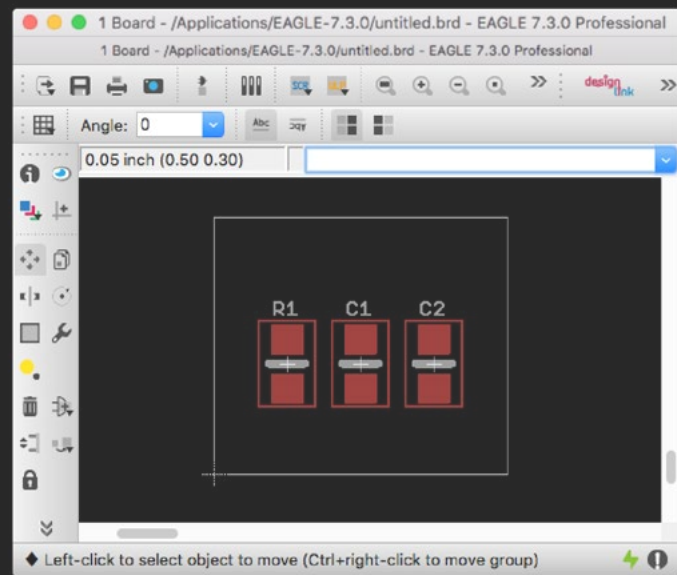 1 Board - /Applications/EAGLE-7.3.0/untitled.brd - EAGLE 7.3.0 Professional
1 Board - /Applications/EAGLE-7.3.0/untitled.brd - EAGLE 7.3.0 Professional
SCR design link
Angle: 0 Abc
0.05 inch (0.50 0.30)
R1 C1 C2
Left-click to select object to move (Ctrl+right-click to move group)